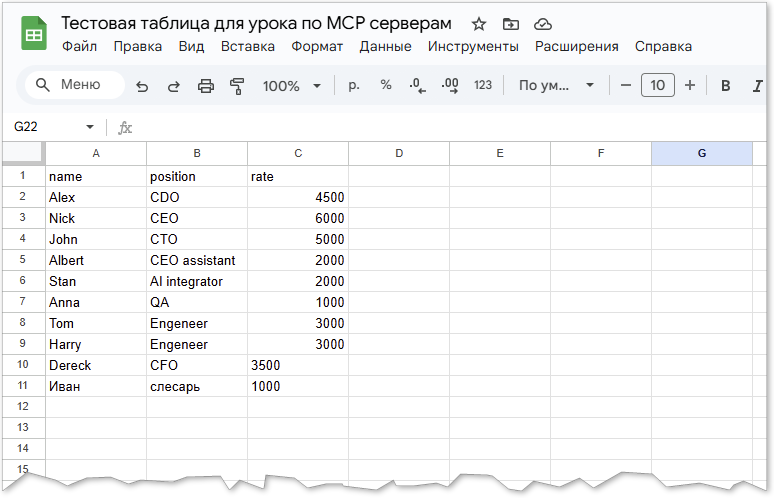 Тестовая таблица для урока по MCP серверам
Файл Правка Вид Вставка Формат Данные Инструменты Расширения Справка
Меню 100% р. % .0 .00 123 По ум... 10 B I
G22 fx
A B C D E F G
1 name position rate
2 Alex CDO 4500
3 Nick CEO 6000
4 John CTO 5000
5 Albert CEO assistant 2000
6 Stan AI integrator 2000
7 Anna QA 1000
8 Tom Engeneer 3000
9 Harry Engeneer 3000
10 Dereck CFO 3500
11 Иван слесарь 1000
12
13
14
15